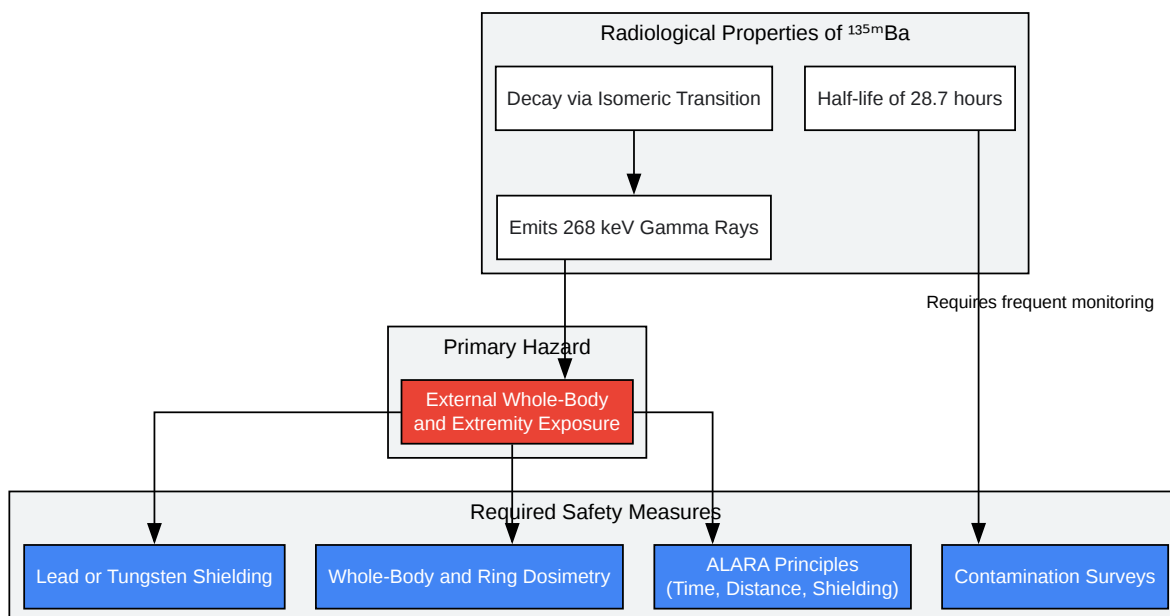 Radiological Properties of ¹³⁵ᵐBa
Decay via Isomeric Transition
Half-life of 28.7 hours
Emits 268 keV Gamma Rays
Requires frequent monitoring
Primary Hazard
External Whole-Body
and Extremity Exposure
Required Safety Measures
Lead or Tungsten Shielding
Whole-Body and Ring Dosimetry
ALARA Principles
(Time, Distance, Shielding)
Contamination Surveys